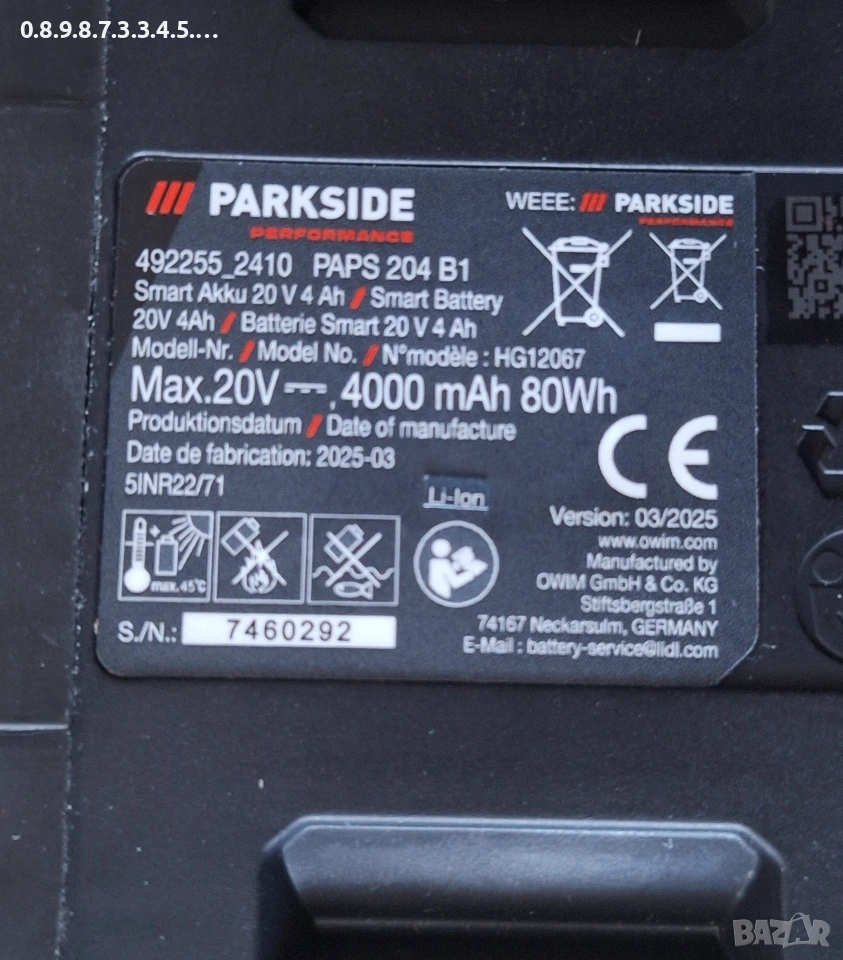 0.8.9.8.7.3.3.4.5....
PARKSIDE
PERFORMANCE
WEEE: PARKSIDE
PERFORMANCE
492255_2410 PAPS 204 B1
Smart Akku 20 V 4 Ah / Smart Battery
20V 4Ah / Batterie Smart 20 V 4 Ah
Modell-Nr. / Model No. / N°modèle : HG12067
Max.20V ⎓, 4000 mAh 80Wh
Produktionsdatum / Date of manufacture
Date de fabrication: 2025-03
5INR22/71
Li-Ion
CE
Version: 03/2025
www.owim.com
Manufactured by
OWIM GmbH & Co. KG
Stiftsbergstraße 1
74167 Neckarsulm, GERMANY
E-Mail : battery-service@lidl.com
max.45°C
S./N.: 7460292
BAZAR